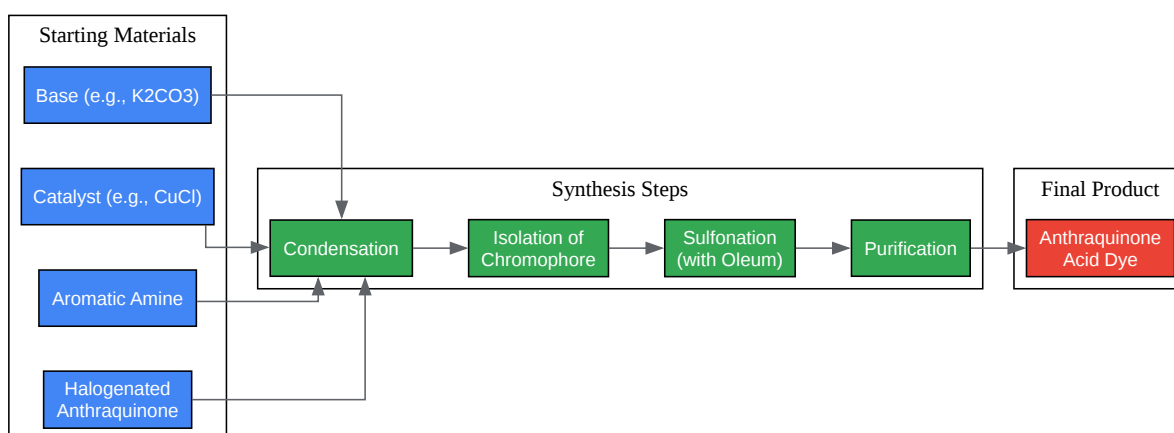 Starting Materials
Base (e.g., K2CO3)
Catalyst (e.g., CuCl)
Aromatic Amine
Halogenated
Anthraquinone
Synthesis Steps
Condensation
Isolation of
Chromophore
Sulfonation
(with Oleum)
Purification
Final Product
Anthraquinone
Acid Dye